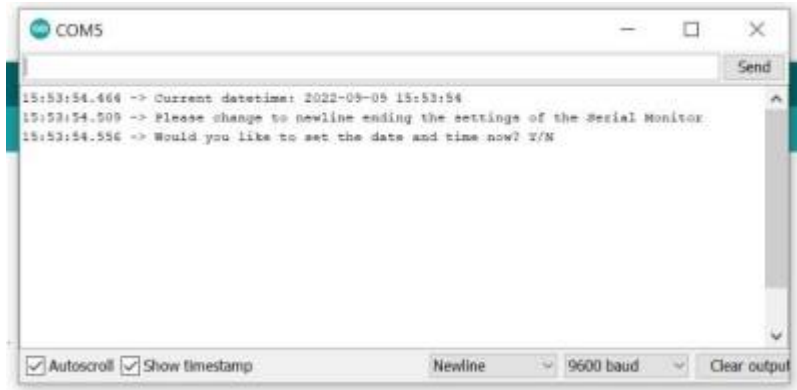 COM5
Send
15:53:54.464 -> Current datetime: 2022-09-09 15:53:54
15:53:54.509 -> Please change to newline ending the settings of the Serial Monitor
15:53:54.556 -> Would you like to set the date and time now? Y/N
Autoscroll Show timestamp Newline 9600 baud Clear output